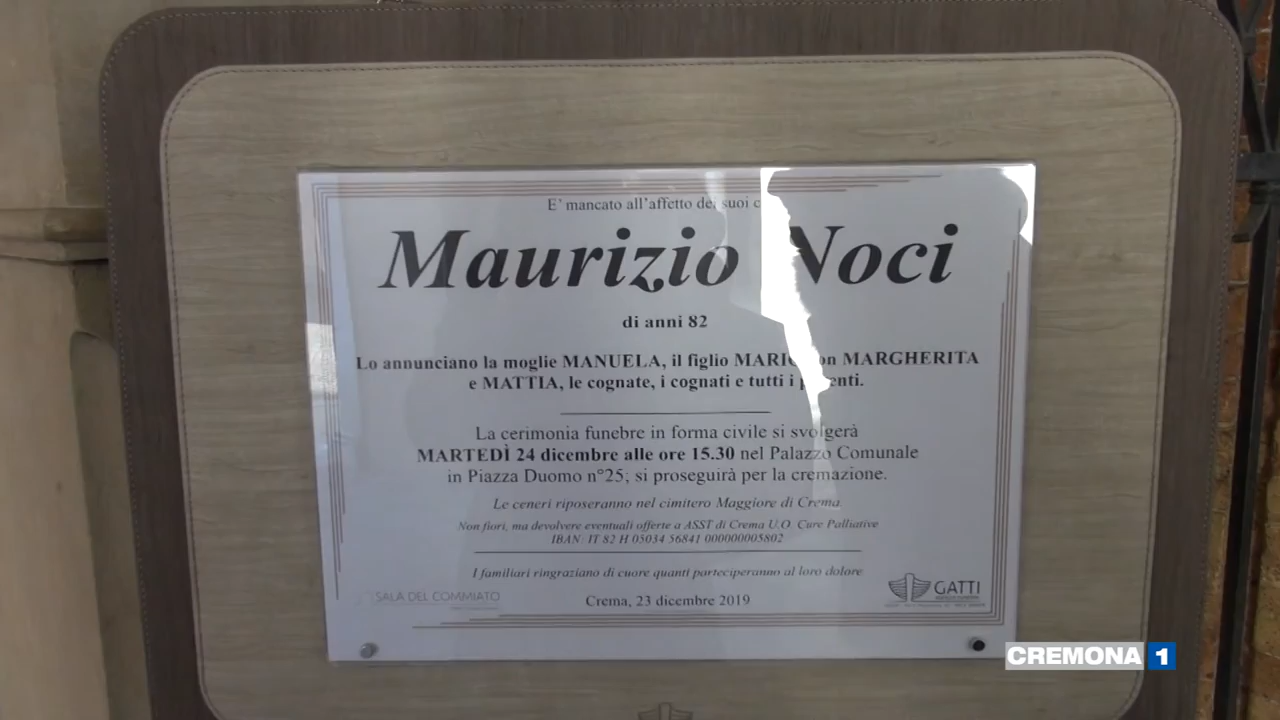 E' mancato all'affetto dei suoi
Maurizio Noci
di anni 82
Lo annunciano la moglie MANUELA, il figlio MARIO con MARGHERITA
e MATTIA, le cognate, i cognati e tutti i parenti.
La cerimonia funebre in forma civile si svolgerà
MARTEDÌ 24 dicembre alle ore 15.30 nel Palazzo Comunale
in Piazza Duomo n°25; si proseguirà per la cremazione.
Le ceneri riposeranno nel cimitero Maggiore di Crema.
Non fiori, ma devolvere eventuali offerte a ASST di Crema U.O. Cure Palliative
IBAN: IT 82 H 05034 56841 000000005802
I familiari ringraziano di cuore quanti parteciperanno al loro dolore
SALA DEL COMMIATO
GATTI
Crema, 23 dicembre 2019
CREMONA 1